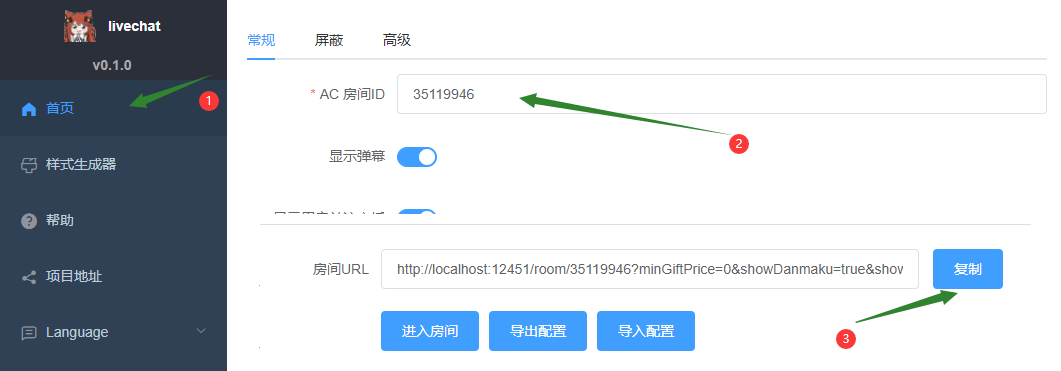 livechat
v0.1.0
首页
1
样式生成器
帮助
项目地址
Language
常规 屏蔽 高级
* AC 房间ID 35119946
2
显示弹幕
房间URL http://localhost:12451/room/35119946?minGiftPrice=0&showDanmaku=true&show 复制
3
进入房间 导出配置 导入配置